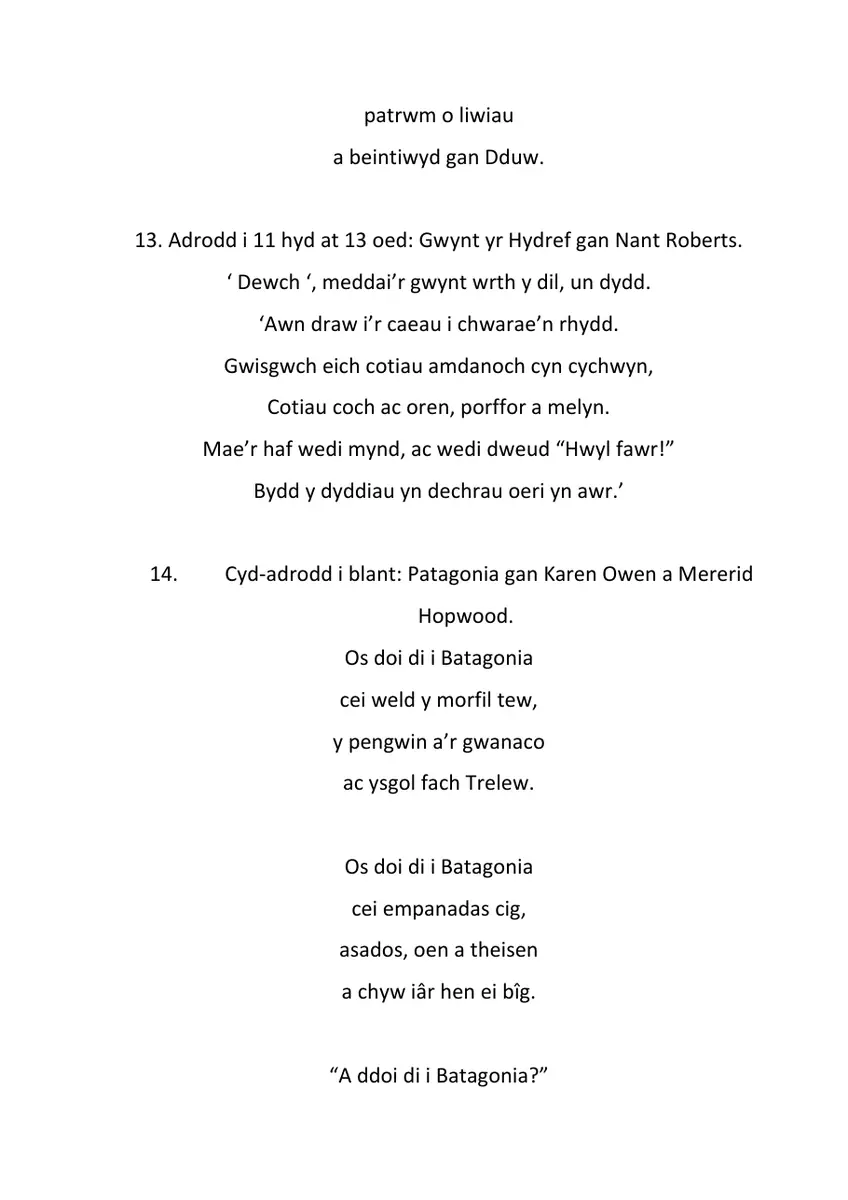 patrwm o liwiau
a beintiwyd gan Dduw.
13. Adrodd i 11 hyd at 13 oed: Gwynt yr Hydref gan Nant Roberts.
‘ Dewch ‘, meddai’r gwynt wrth y dil, un dydd.
‘Awn draw i’r caeau i chwarae’n rhydd.
Gwisgwch eich cotiau amdanoch cyn cychwyn,
Cotiau coch ac oren, porffor a melyn.
Mae’r haf wedi mynd, ac wedi dweud “Hwyl fawr!”
Bydd y dyddiau yn dechrau oeri yn awr.’
14. Cyd-adrodd i blant: Patagonia gan Karen Owen a Mererid
Hopwood.
Os doi di i Batagonia
cei weld y morfil tew,
y pengwin a’r gwanaco
ac ysgol fach Trelew.
Os doi di i Batagonia
cei empanadas cig,
asados, oen a theisen
a chyw iâr hen ei bîg.
“A ddoi di i Batagonia?”